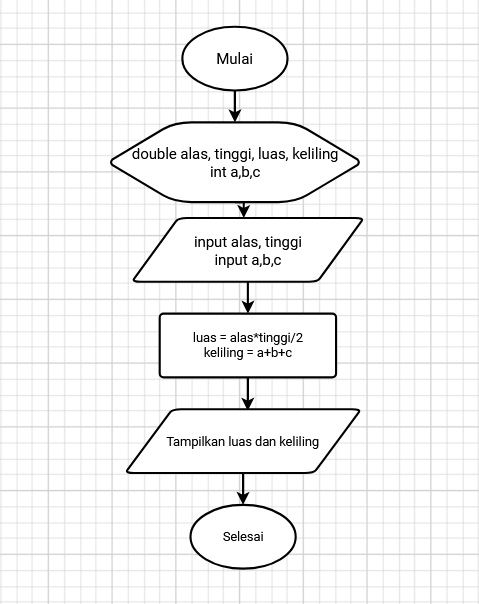 Mulai
double alas, tinggi, luas, keliling
int a,b,c
input alas, tinggi
input a,b,c
luas = alas*tinggi/2
keliling = a+b+c
Tampilkan luas dan keliling
Selesai